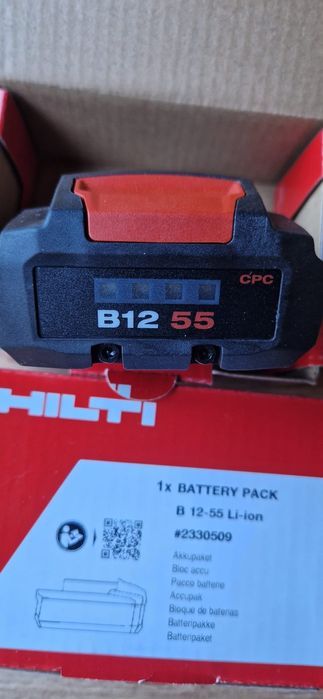 CPC
B12 55
HILTI
1x BATTERY PACK
B 12-55 Li-ion
#2330509
Akkupaket
Bloc accu
Pacco batterie
Accupak
Bloque de baterías
Batteripakke
Batteripaket